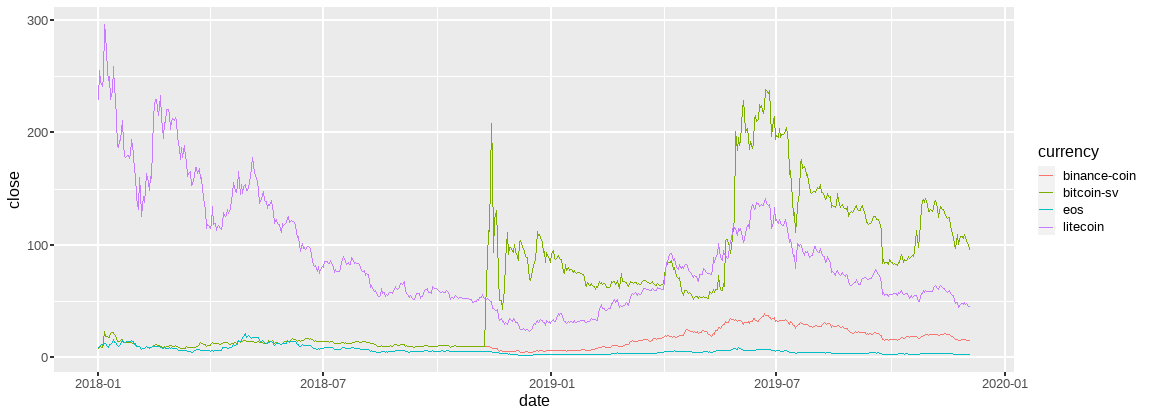 300
200
100
0
close
2018-01 2018-07 2019-01 2019-07 2020-01
date
currency
binance-coin
bitcoin-sv
eos
litecoin